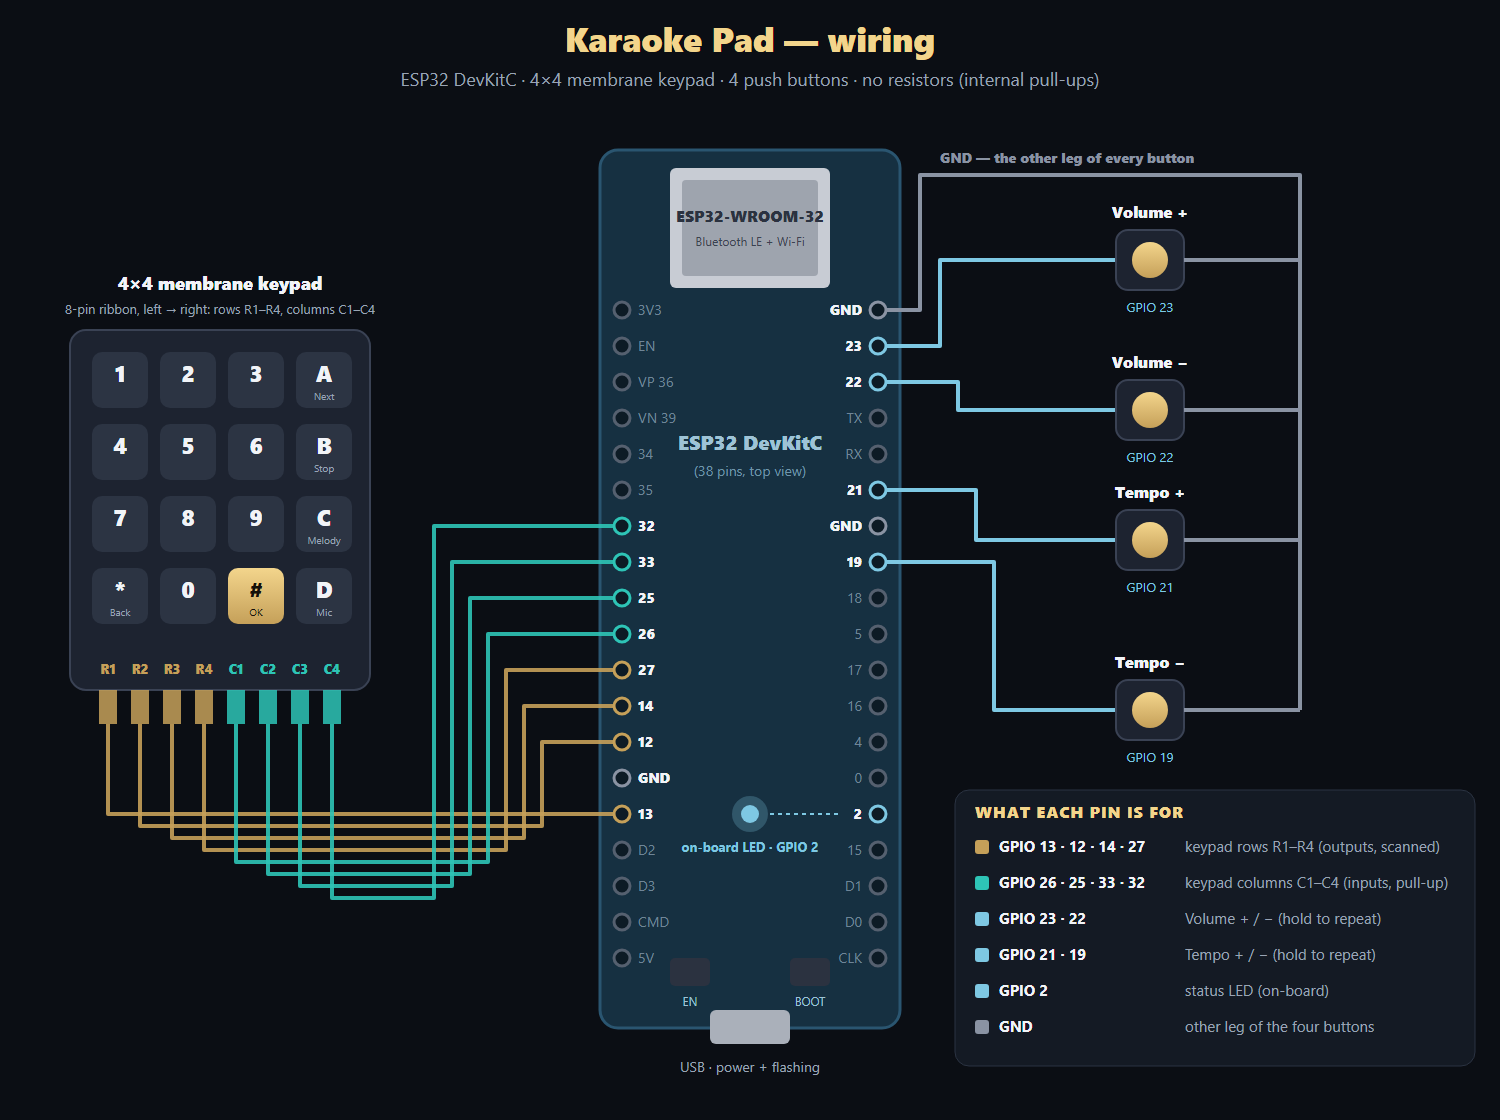 Karaoke Pad — wiring
ESP32 DevKitC · 4×4 membrane keypad · 4 push buttons · no resistors (internal pull-ups)
GND — the other leg of every button
ESP32-WROOM-32
Bluetooth LE + Wi-Fi
4×4 membrane keypad
8-pin ribbon, left → right: rows R1–R4, columns C1–C4
1 2 3 A
Next
4 5 6 B
Stop
7 8 9 C
Melody
* 0 # D
Back OK Mic
R1 R2 R3 R4 C1 C2 C3 C4
3V3 GND
EN 23
VP 36 22
VN 39 TX
ESP32 DevKitC
(38 pins, top view)
34 RX
35 21
32 GND
33 19
25 18
26 5
27 17
14 16
12 4
GND 0
13 2
on-board LED · GPIO 2
D2 15
D3 D1
CMD D0
5V CLK
EN BOOT
USB · power + flashing
Volume +
GPIO 23
Volume −
GPIO 22
Tempo +
GPIO 21
Tempo −
GPIO 19
WHAT EACH PIN IS FOR
GPIO 13 · 12 · 14 · 27 keypad rows R1–R4 (outputs, scanned)
GPIO 26 · 25 · 33 · 32 keypad columns C1–C4 (inputs, pull-up)
GPIO 23 · 22 Volume + / − (hold to repeat)
GPIO 21 · 19 Tempo + / − (hold to repeat)
GPIO 2 status LED (on-board)
GND other leg of the four buttons